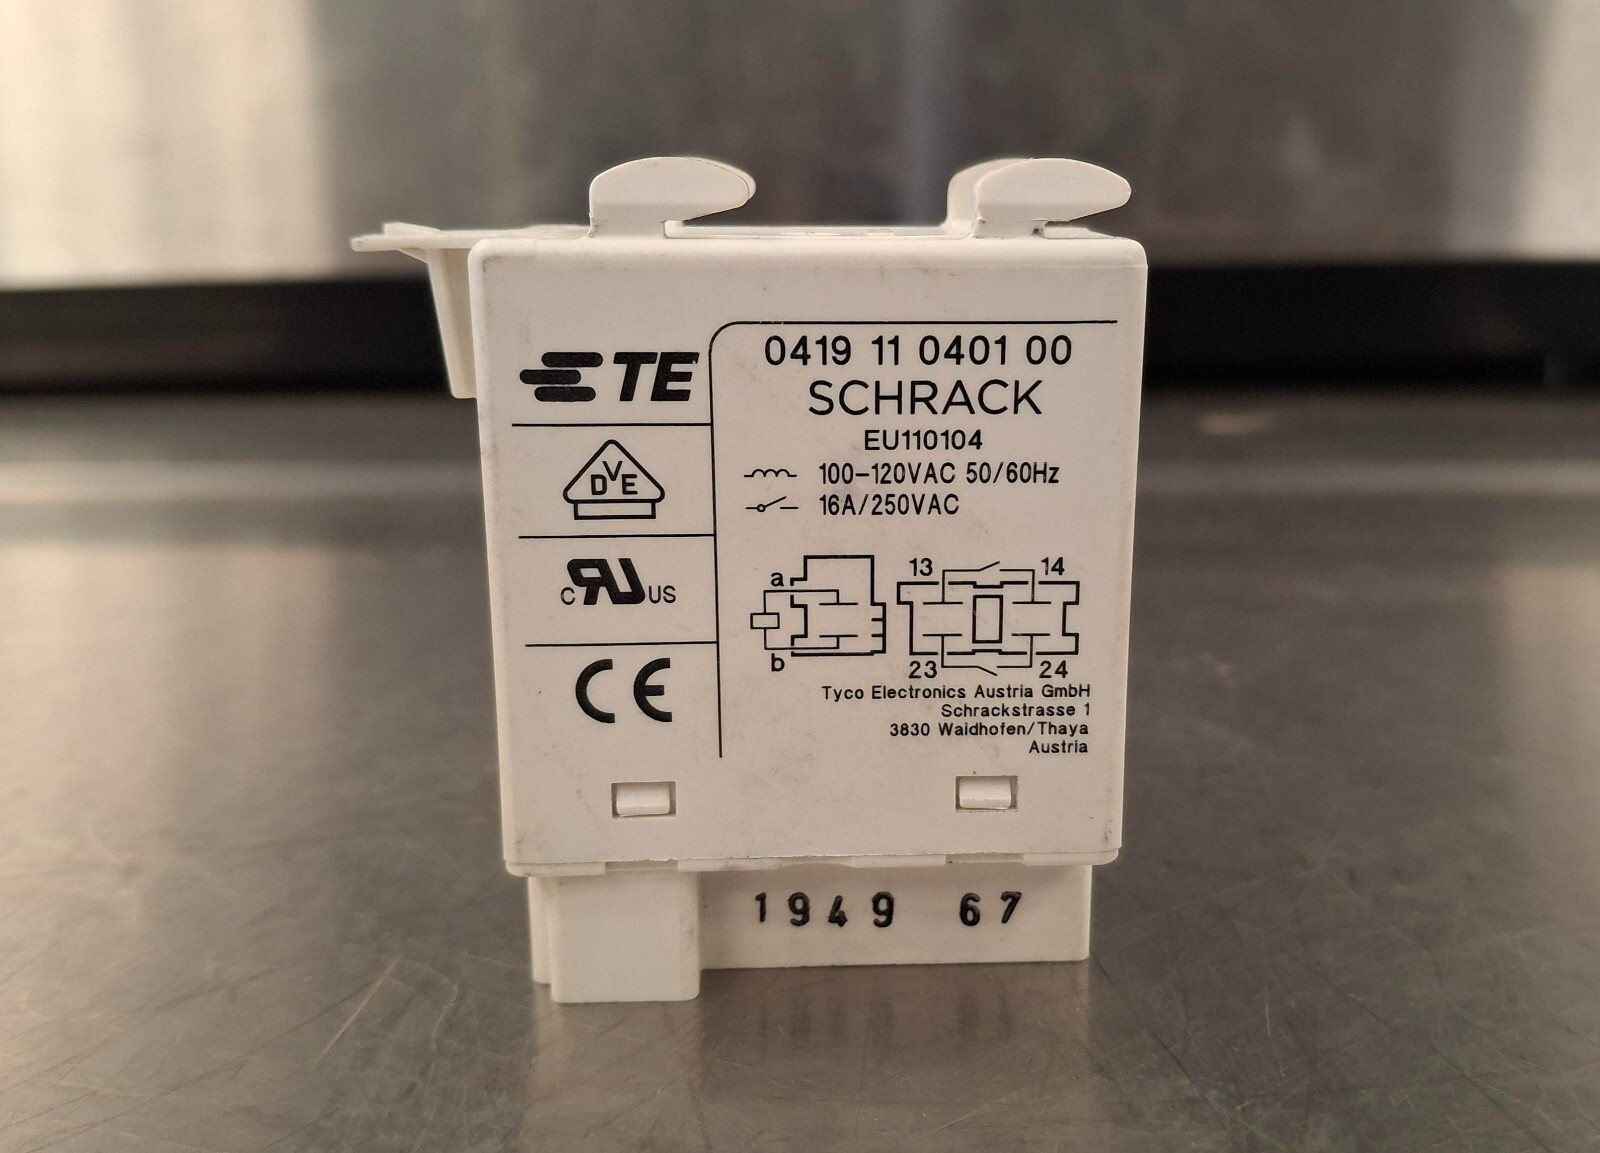 TE
DVE
C RU US
CE
0419 11 0401 00
SCHRACK
EU110104
100-120VAC 50/60Hz
16A/250VAC
a
b
13 14
23 24
Tyco Electronics Austria GmbH
Schrackstrasse 1
3830 Waidhofen/Thaya
Austria
1949 67